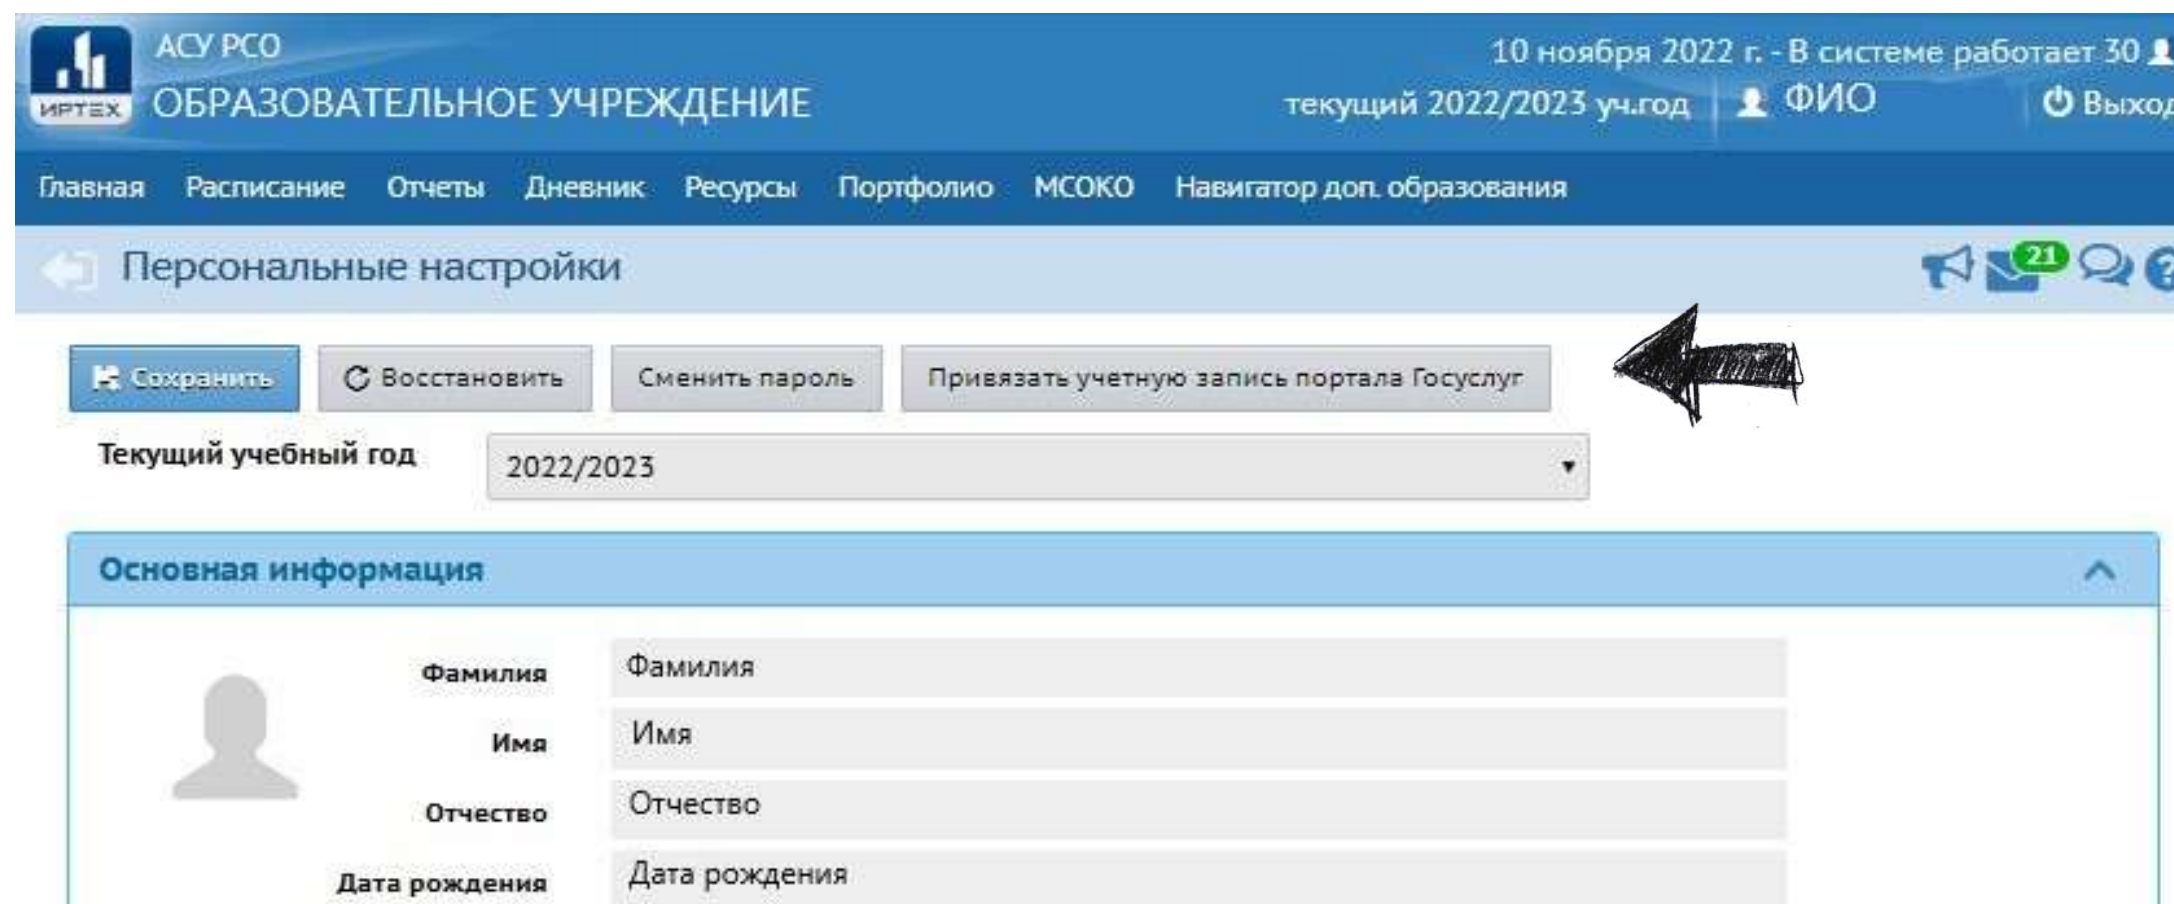 АСУ РСО
10 ноября 2022 г. - В системе работает 30
ИРТЕХ
ОБРАЗОВАТЕЛЬНОЕ УЧРЕЖДЕНИЕ
текущий 2022/2023 уч.год ФИО Выход
Главная Расписание Отчеты Дневник Ресурсы Портфолио МСОКО Навигатор доп. образования
Персональные настройки
21
Сохранить Восстановить Сменить пароль Привязать учетную запись портала Госуслуг
Текущий учебный год 2022/2023
Основная информация
Фамилия Фамилия
Имя Имя
Отчество Отчество
Дата рождения Дата рождения